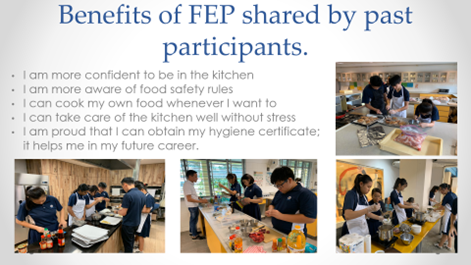 Benefits of FEP shared by past
participants.
• I am more confident to be in the kitchen
• I am more aware of food safety rules
• I can cook my own food whenever I want to
• I can take care of the kitchen well without stress
• I am proud that I can obtain my hygiene certificate;
it helps me in my future career.